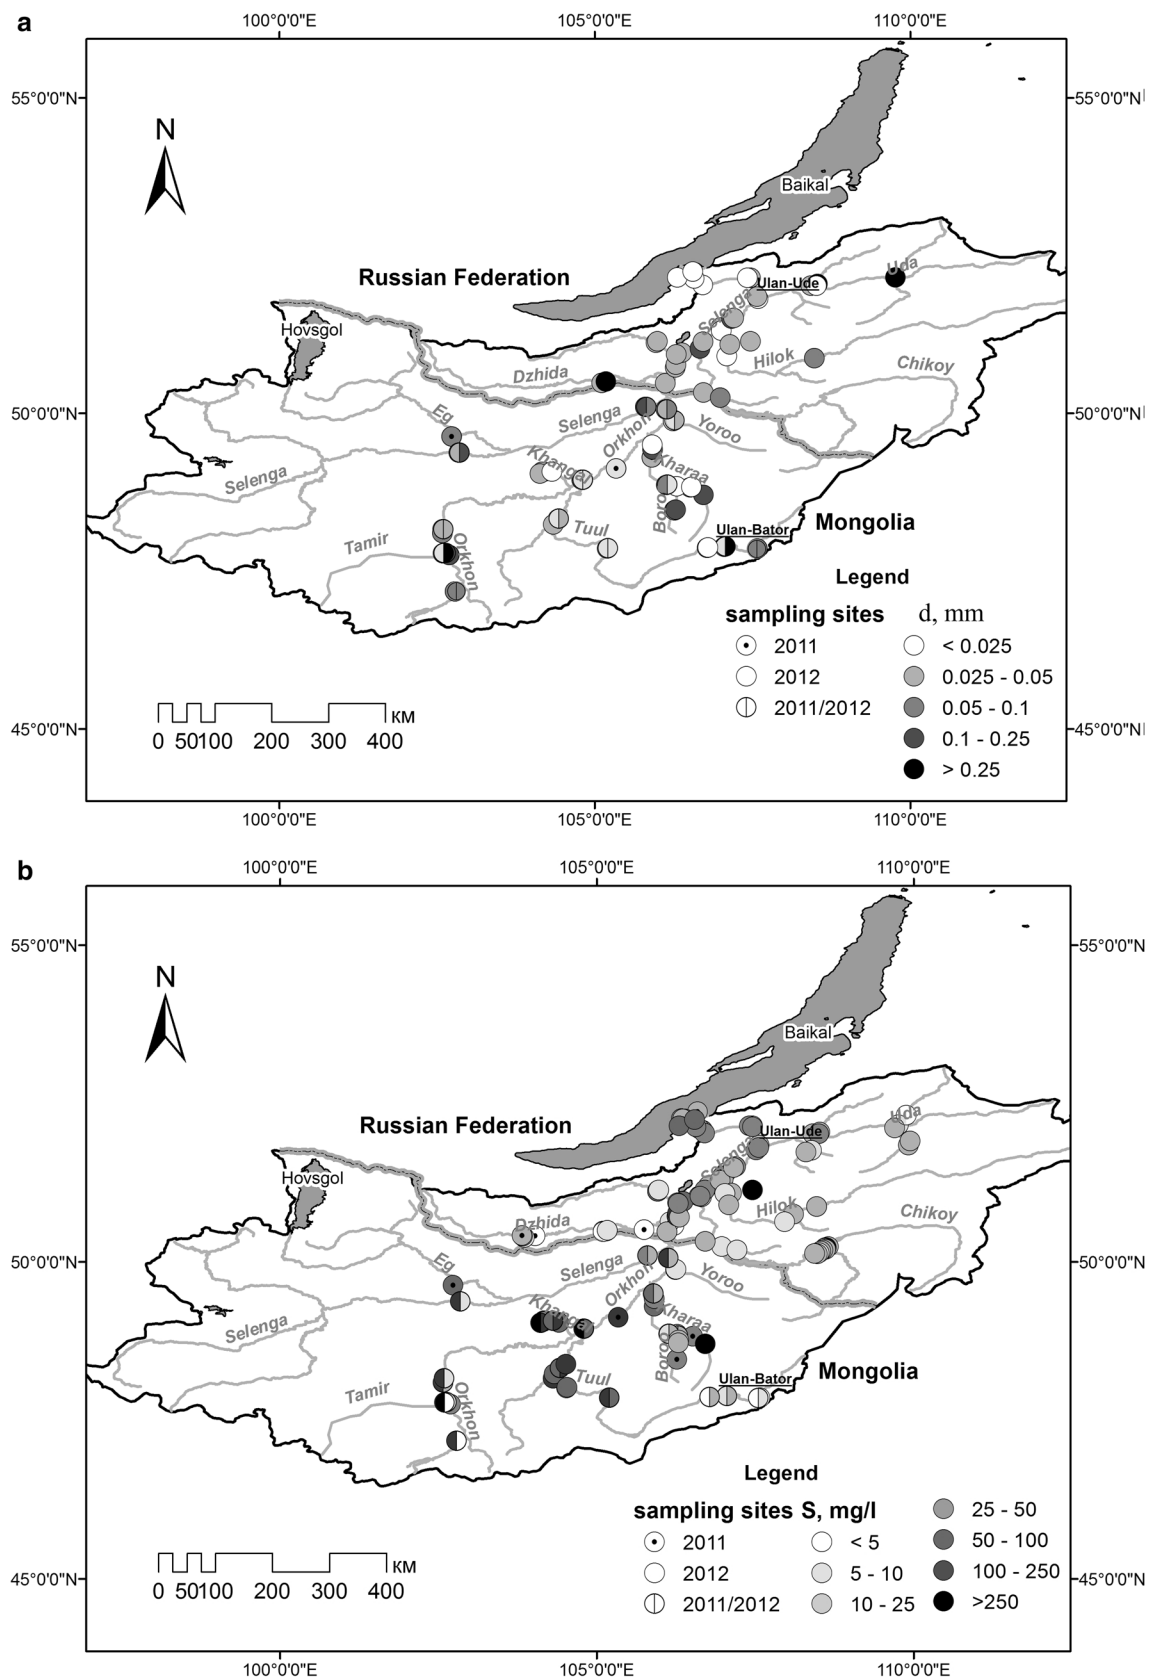 a
100°0'0"E 105°0'0"E 110°0'0"E
55°0'0"N 55°0'0"N
N
Baikal
Russian Federation
Uda
Ulan-Ude
Selenga
Hovsgol
Hilok
Chikoy
Dzhida
50°0'0"N 50°0'0"N
Eg
Selenga
Orkhon
Yoroo
Khangal
Kharaa
Selenga
Boro
Mongolia
Ulan-Bator
Tuul
Tamir
Orkhon
Legend
sampling sites d, mm
2011 < 0.025
2012 0.025 - 0.05
2011/2012 0.05 - 0.1
0.1 - 0.25
> 0.25
КМ
0 50 100 200 300 400
45°0'0"N 45°0'0"N
100°0'0"E 105°0'0"E 110°0'0"E
b
100°0'0"E 105°0'0"E 110°0'0"E
55°0'0"N 55°0'0"N
N
Baikal
Russian Federation
Uda
Ulan-Ude
Selenga
Hovsgol
Hilok
Chikoy
Dzhida
50°0'0"N 50°0'0"N
Eg
Selenga
Orkhon
Yoroo
Kharaa
Selenga
Boro
Mongolia
Ulan-Bator
Tuul
Tamir
Orkhon
Legend
sampling sites S, mg/l 25 - 50
2011 < 5 50 - 100
2012 5 - 10 100 - 250
2011/2012 10 - 25 >250
КМ
0 50 100 200 300 400
45°0'0"N 45°0'0"N
100°0'0"E 105°0'0"E 110°0'0"E